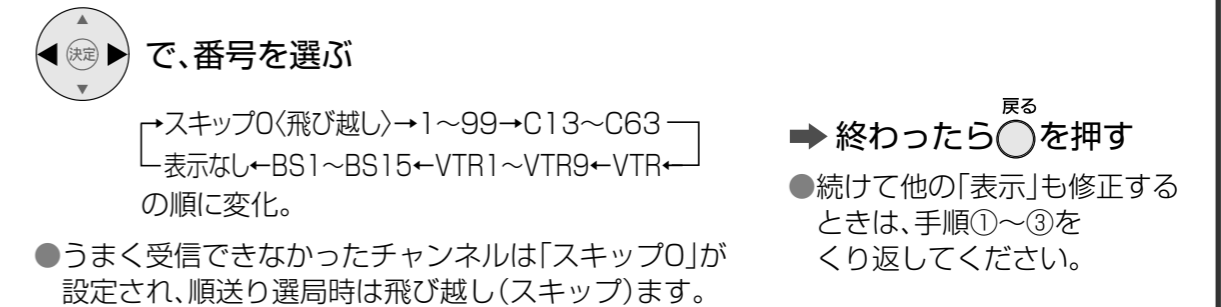 決定
で、番号を選ぶ
スキップ0〈飛び越し〉→1～99→C13～C63
表示なし←BS1～BS15←VTR1～VTR9←VTR←
の順に変化。
●うまく受信できなかったチャンネルは「スキップ0」が
設定され、順送り選局時は飛び越し(スキップ)ます。
戻る
➡終わったら◯を押す
●続けて他の「表示」も修正する
ときは、手順①～③を
くり返してください。